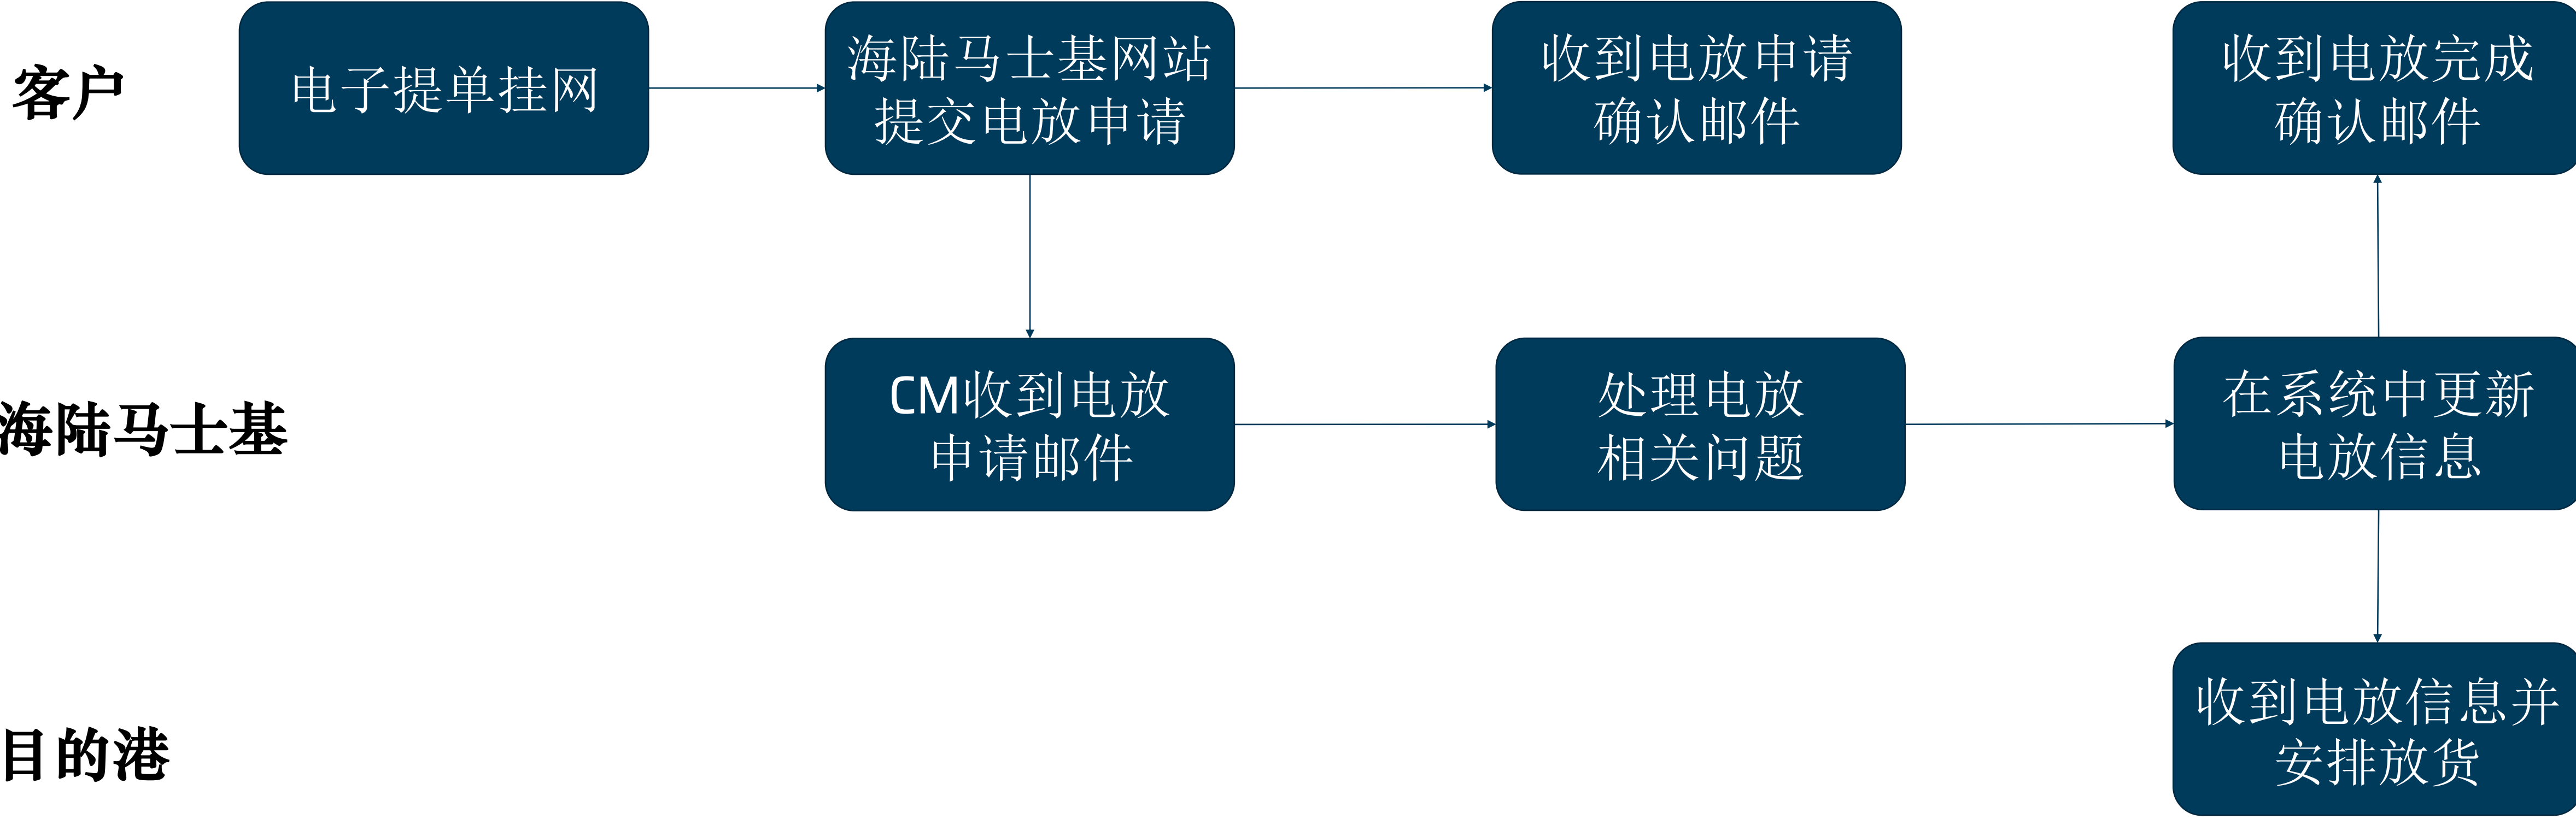 客户
电子提单挂网
海陆马士基网站
提交电放申请
收到电放申请
确认邮件
收到电放完成
确认邮件
海陆马士基
CM收到电放
申请邮件
处理电放
相关问题
在系统中更新
电放信息
目的港
收到电放信息并
安排放货